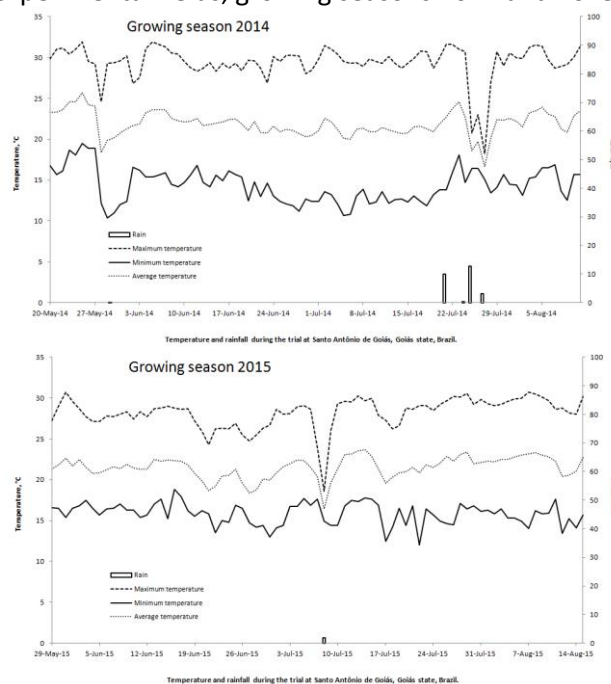 Growing season 2014
Temperature, °C
35
30
25
20
15
10
5
0
100
90
80
70
60
50
40
30
20
10
0
Rain
Maximum temperature
Minimum temperature
Average temperature
20-May-14 27-May-14 3-Jun-14 10-Jun-14 17-Jun-14 24-Jun-14 1-Jul-14 8-Jul-14 15-Jul-14 22-Jul-14 29-Jul-14 5-Aug-14
Temperature and rainfall during the trial at Santo Antônio de Goiás, Goiás state, Brazil.
Growing season 2015
Temperature, °C
35
30
25
20
15
10
5
0
100
90
80
70
60
50
40
30
20
10
0
Rain
Maximum temperature
Minimum temperature
Average temperature
29-May-15 5-Jun-15 12-Jun-15 19-Jun-15 26-Jun-15 3-Jul-15 10-Jul-15 17-Jul-15 24-Jul-15 31-Jul-15 7-Aug-15 14-Aug-15
Temperature and rainfall during the trial at Santo Antônio de Goiás, Goiás state, Brazil.